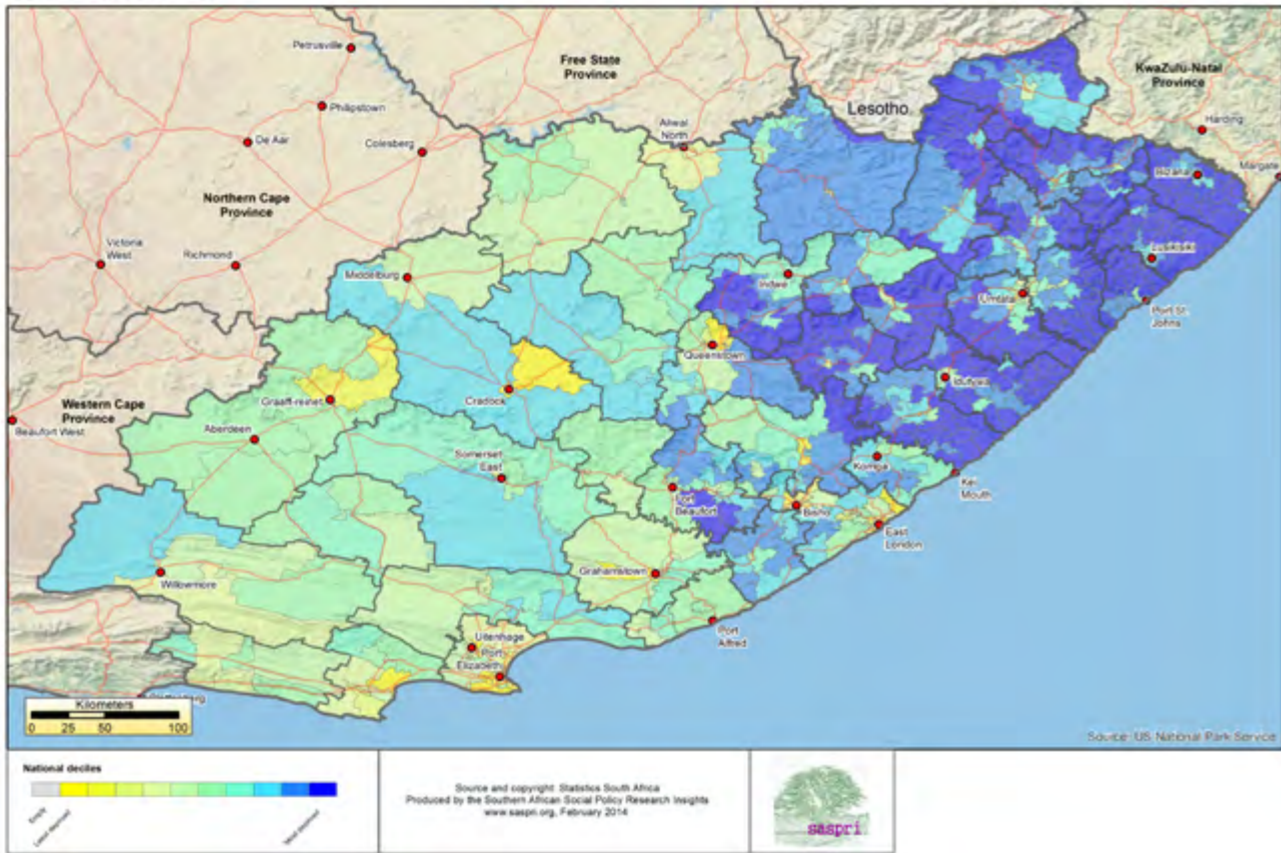 Petrusville
Free State
Province
KwaZulu-Natal
Province
Philipstown
Lesotho
Harding
De Aar
Colesberg
Aliwal
North
Margate
Bizana
Northern Cape
Province
Victoria
West
Richmond
Middelburg
Indwe
Lusikisiki
Umtata
Port St.
Johns
Queenstown
Idutywa
Western Cape
Province
Beaufort West
Graaff-reinet
Cradock
Aberdeen
Somerset
East
Komga
Kei
Mouth
Fort
Beaufort
Bisho
East
London
Willowmore
Grahamstown
Port
Alfred
Uitenhage
Port
Elizabeth
Kilometers
0 25 50 100
Source: US National Park Service
National deciles
Empty
Least deprived
Most deprived
Source and copyright: Statistics South Africa
Produced by the Southern African Social Policy Research Insights
www.saspri.org, February 2014
saspri